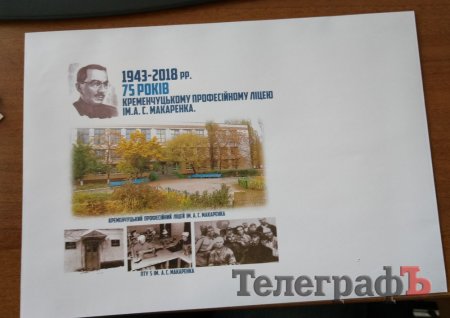 1943-2018 рр.
75 РОКІВ
КРЕМЕНЧУЦЬКОМУ ПРОФЕСІЙНОМУ ЛІЦЕЮ
ІМ.А. С. МАКАРЕНКА.
КРЕМЕНЧУЦЬКИЙ ПРОФЕСІЙНИЙ ЛІЦЕЙ ІМ. А. С. МАКАРЕНКА
ПТУ 5 ІМ. А. С. МАКАРЕНКА
ТелеграфЪ